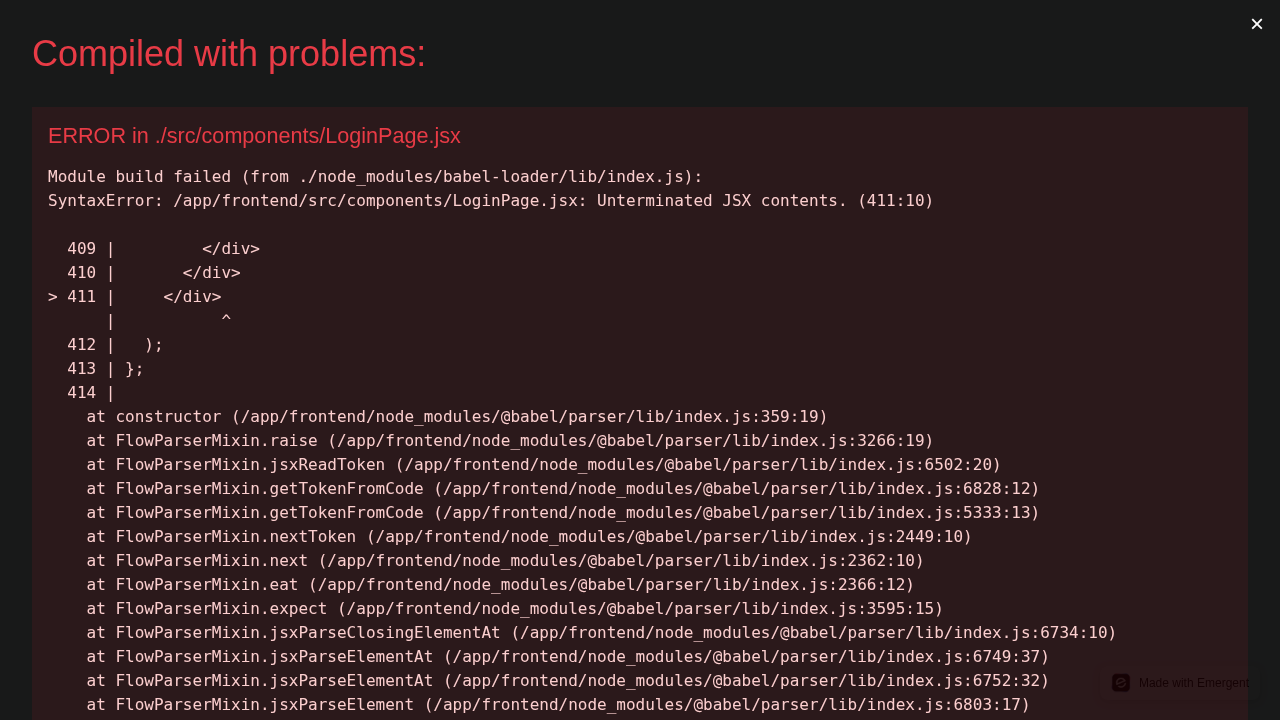 ×
Compiled with problems:
ERROR in ./src/components/LoginPage.jsx
Module build failed (from ./node_modules/babel-loader/lib/index.js):
SyntaxError: /app/frontend/src/components/LoginPage.jsx: Unterminated JSX contents. (411:10)
  409 |         </div>
  410 |       </div>
> 411 |     </div>
      |           ^
  412 |   );
  413 | };
  414 |
    at constructor (/app/frontend/node_modules/@babel/parser/lib/index.js:359:19)
    at FlowParserMixin.raise (/app/frontend/node_modules/@babel/parser/lib/index.js:3266:19)
    at FlowParserMixin.jsxReadToken (/app/frontend/node_modules/@babel/parser/lib/index.js:6502:20)
    at FlowParserMixin.getTokenFromCode (/app/frontend/node_modules/@babel/parser/lib/index.js:6828:12)
    at FlowParserMixin.getTokenFromCode (/app/frontend/node_modules/@babel/parser/lib/index.js:5333:13)
    at FlowParserMixin.nextToken (/app/frontend/node_modules/@babel/parser/lib/index.js:2449:10)
    at FlowParserMixin.next (/app/frontend/node_modules/@babel/parser/lib/index.js:2362:10)
    at FlowParserMixin.eat (/app/frontend/node_modules/@babel/parser/lib/index.js:2366:12)
    at FlowParserMixin.expect (/app/frontend/node_modules/@babel/parser/lib/index.js:3595:15)
    at FlowParserMixin.jsxParseClosingElementAt (/app/frontend/node_modules/@babel/parser/lib/index.js:6734:10)
    at FlowParserMixin.jsxParseElementAt (/app/frontend/node_modules/@babel/parser/lib/index.js:6749:37)
    at FlowParserMixin.jsxParseElementAt (/app/frontend/node_modules/@babel/parser/lib/index.js:6752:32)
    at FlowParserMixin.jsxParseElement (/app/frontend/node_modules/@babel/parser/lib/index.js:6803:17)
Made with Emergent